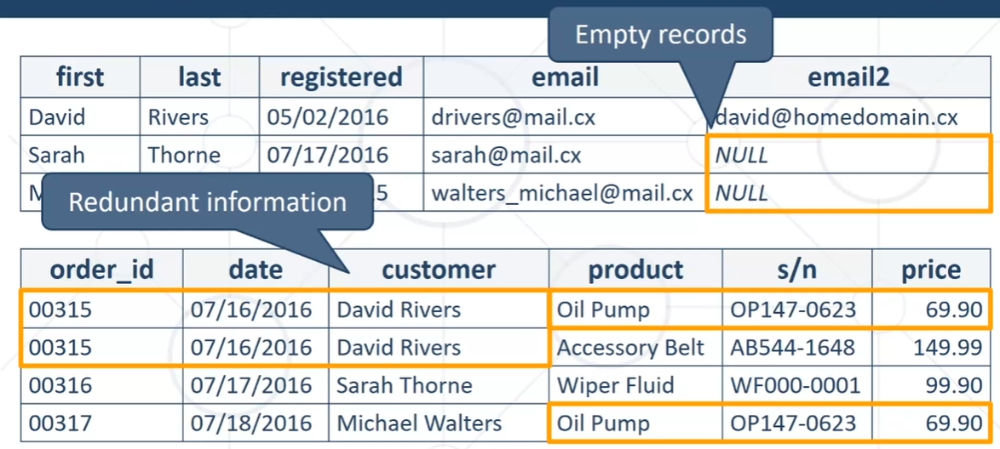 Empty records
first last registered email email2
David Rivers 05/02/2016 drivers@mail.cx david@homedomain.cx
Sarah Thorne 07/17/2016 sarah@mail.cx NULL
walters_michael@mail.cx NULL
Redundant information
order_id date customer product s/n price
00315 07/16/2016 David Rivers Oil Pump OP147-0623 69.90
00315 07/16/2016 David Rivers Accessory Belt AB544-1648 149.99
00316 07/17/2016 Sarah Thorne Wiper Fluid WF000-0001 99.90
00317 07/18/2016 Michael Walters Oil Pump OP147-0623 69.90